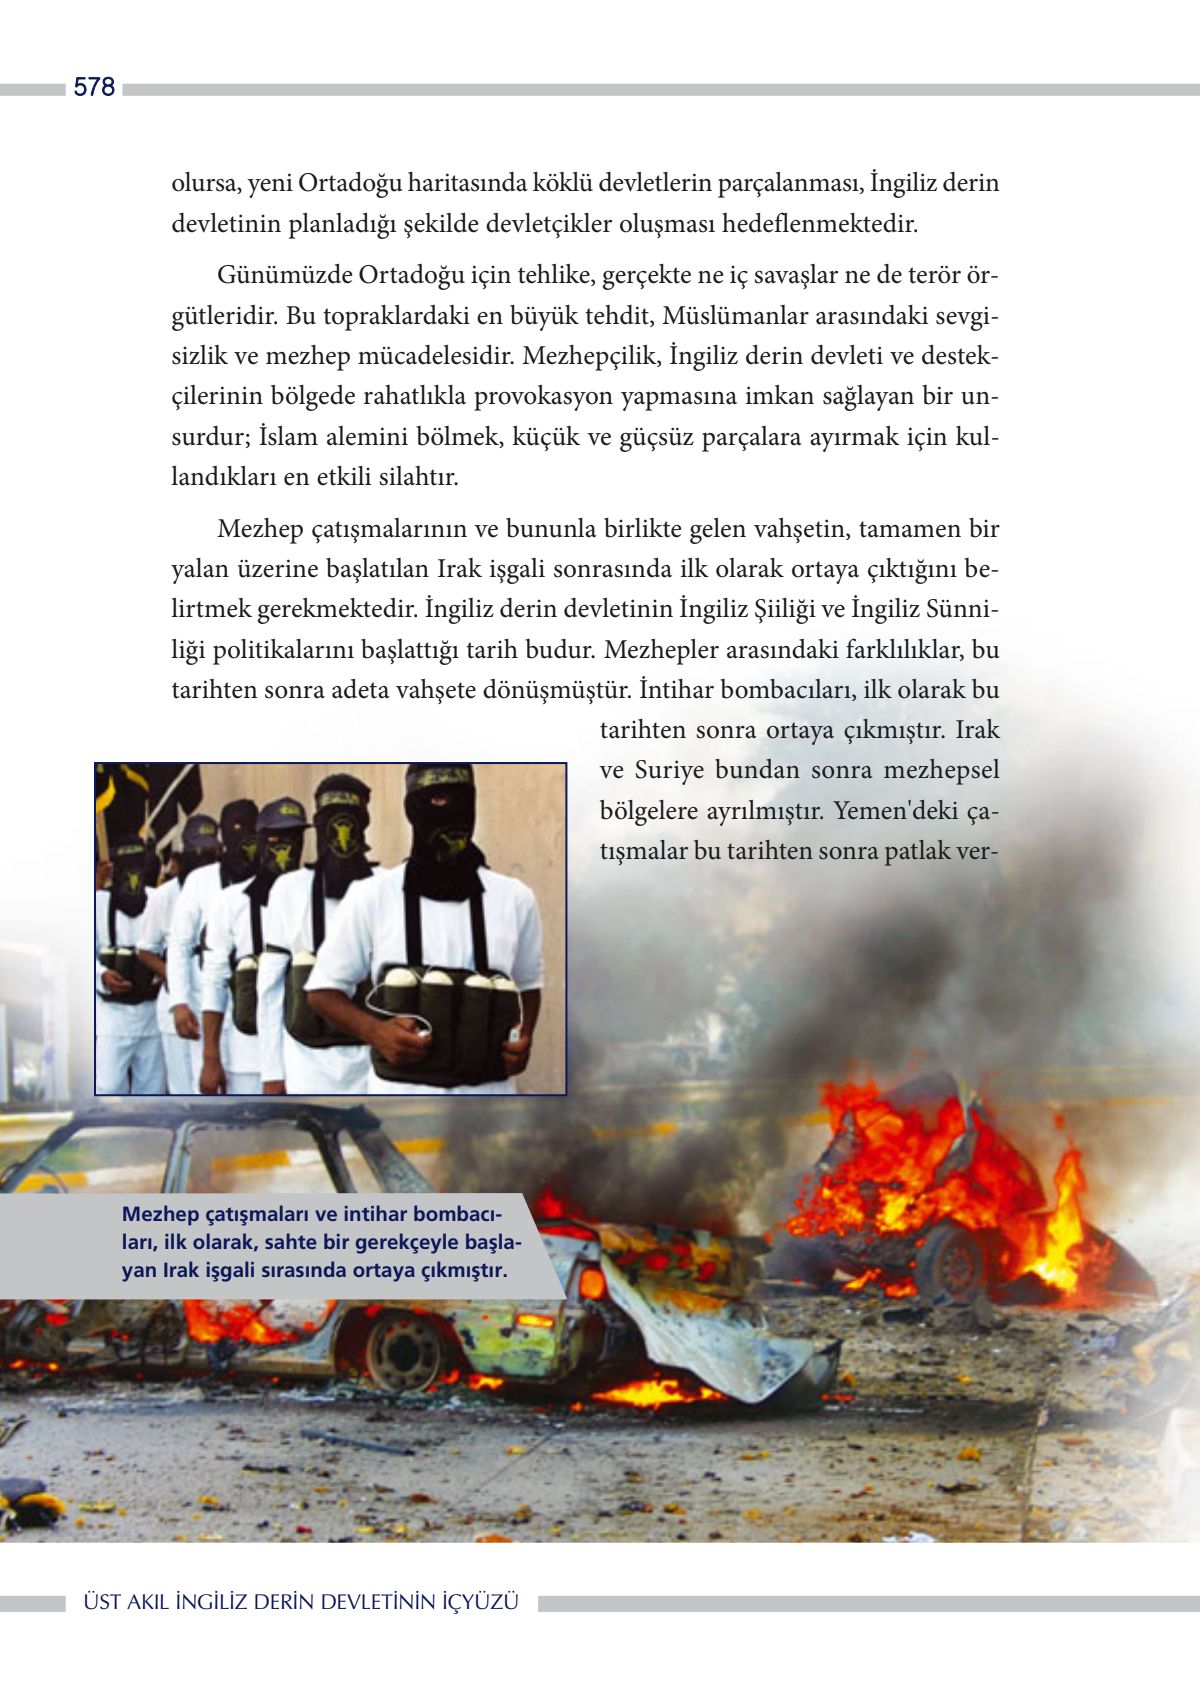 578
olursa, yeni Ortadoğu haritasında köklü devletlerin parçalanması, İngiliz derin
devletinin planladığı şekilde devletçikler oluşması hedeflenmektedir.
Günümüzde Ortadoğu için tehlike, gerçekte ne iç savaşlar ne de terör ör-
gütleridir. Bu topraklardaki en büyük tehdit, Müslümanlar arasındaki sevgi-
sizlik ve mezhep mücadelesidir. Mezhepçilik, İngiliz derin devleti ve destek-
çilerinin bölgede rahatlıkla provokasyon yapmasına imkan sağlayan bir un-
surdur; İslam alemini bölmek, küçük ve güçsüz parçalara ayırmak için kul-
landıkları en etkili silahtır.
Mezhep çatışmalarının ve bununla birlikte gelen vahşetin, tamamen bir
yalan üzerine başlatılan Irak işgali sonrasında ilk olarak ortaya çıktığını be-
lirtmek gerekmektedir. İngiliz derin devletinin İngiliz Şiiliği ve İngiliz Sünni-
liği politikalarını başlattığı tarih budur. Mezhepler arasındaki farklılıklar, bu
tarihten sonra adeta vahşete dönüşmüştür. İntihar bombacıları, ilk olarak bu
tarihten sonra ortaya çıkmıştır. Irak
ve Suriye bundan sonra mezhepsel
bölgelere ayrılmıştır. Yemen'deki ça-
tışmalar bu tarihten sonra patlak ver-
Mezhep çatışmaları ve intihar bombacı-
ları, ilk olarak, sahte bir gerekçeyle başla-
yan Irak işgali sırasında ortaya çıkmıştır.
ÜST AKIL İNGİLİZ DERİN DEVLETİNİN İÇYÜZÜ